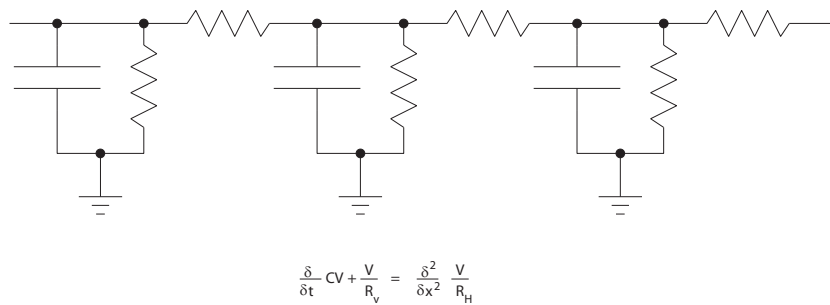 δ/δt CV + V/R_v = δ²/δx² V/R_H